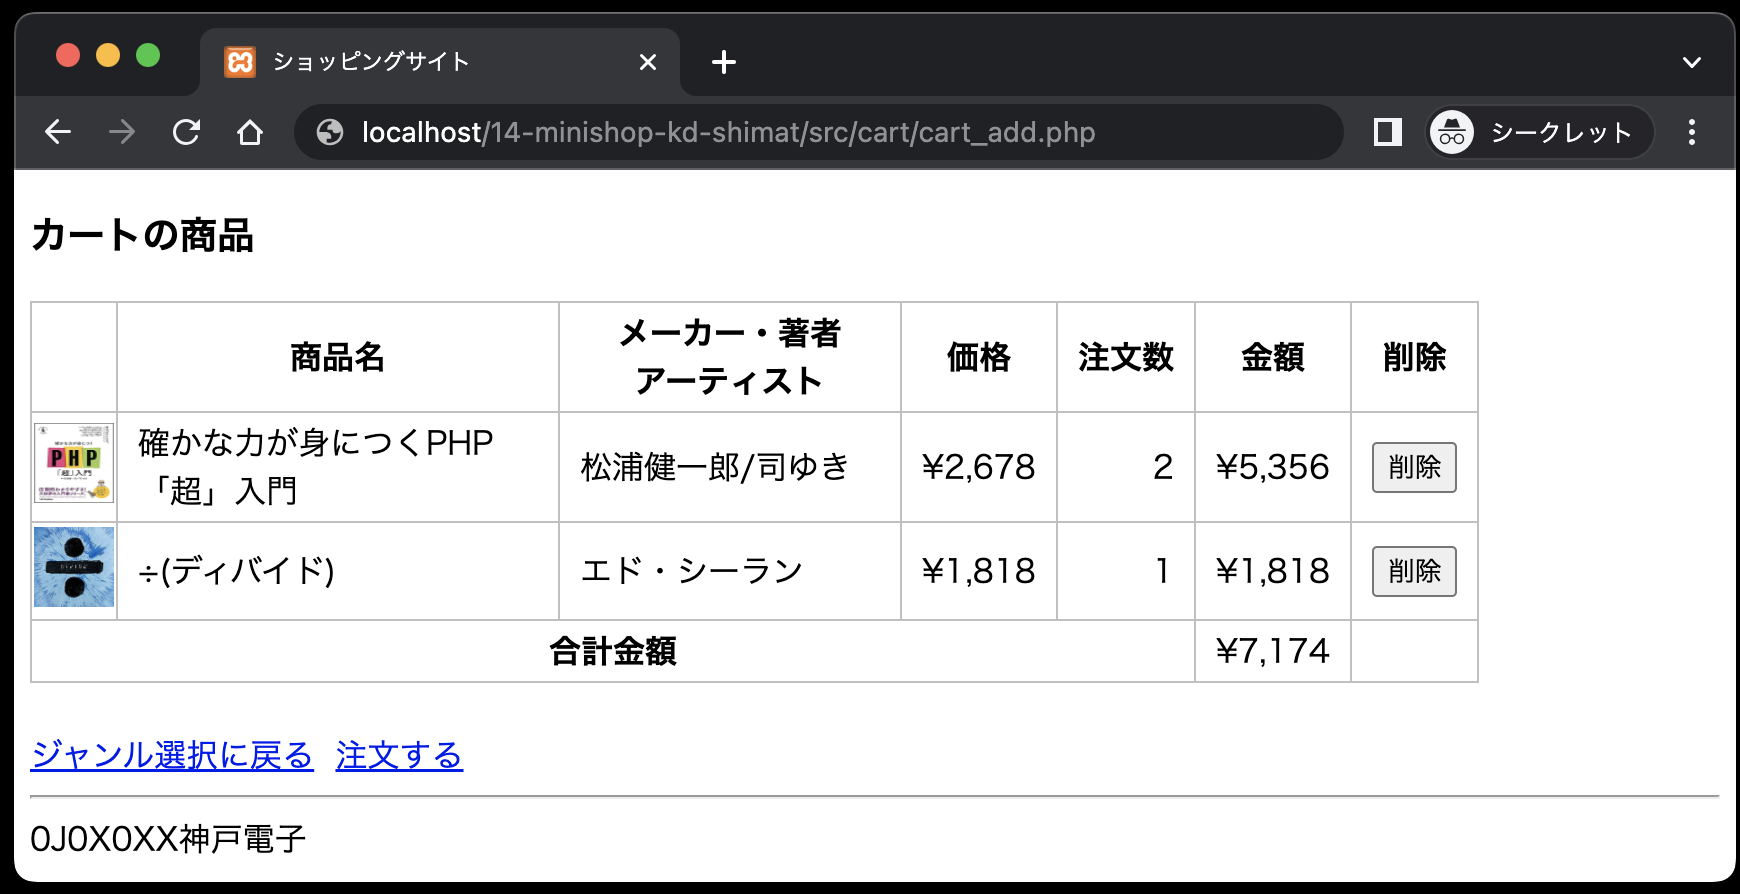 ショッピングサイト
localhost/14-minishop-kd-shimat/src/cart/cart_add.php
シークレット
カートの商品
商品名
メーカー・著者
アーティスト
価格
注文数
金額
削除
PHP
「超」入門
確かな力が身につくPHP
「超」入門
松浦健一郎/司ゆき
¥2,678
2
¥5,356
削除
DIVIDE
÷(ディバイド)
エド・シーラン
¥1,818
1
¥1,818
削除
合計金額
¥7,174
ジャンル選択に戻る 注文する
0J0X0XX神戸電子